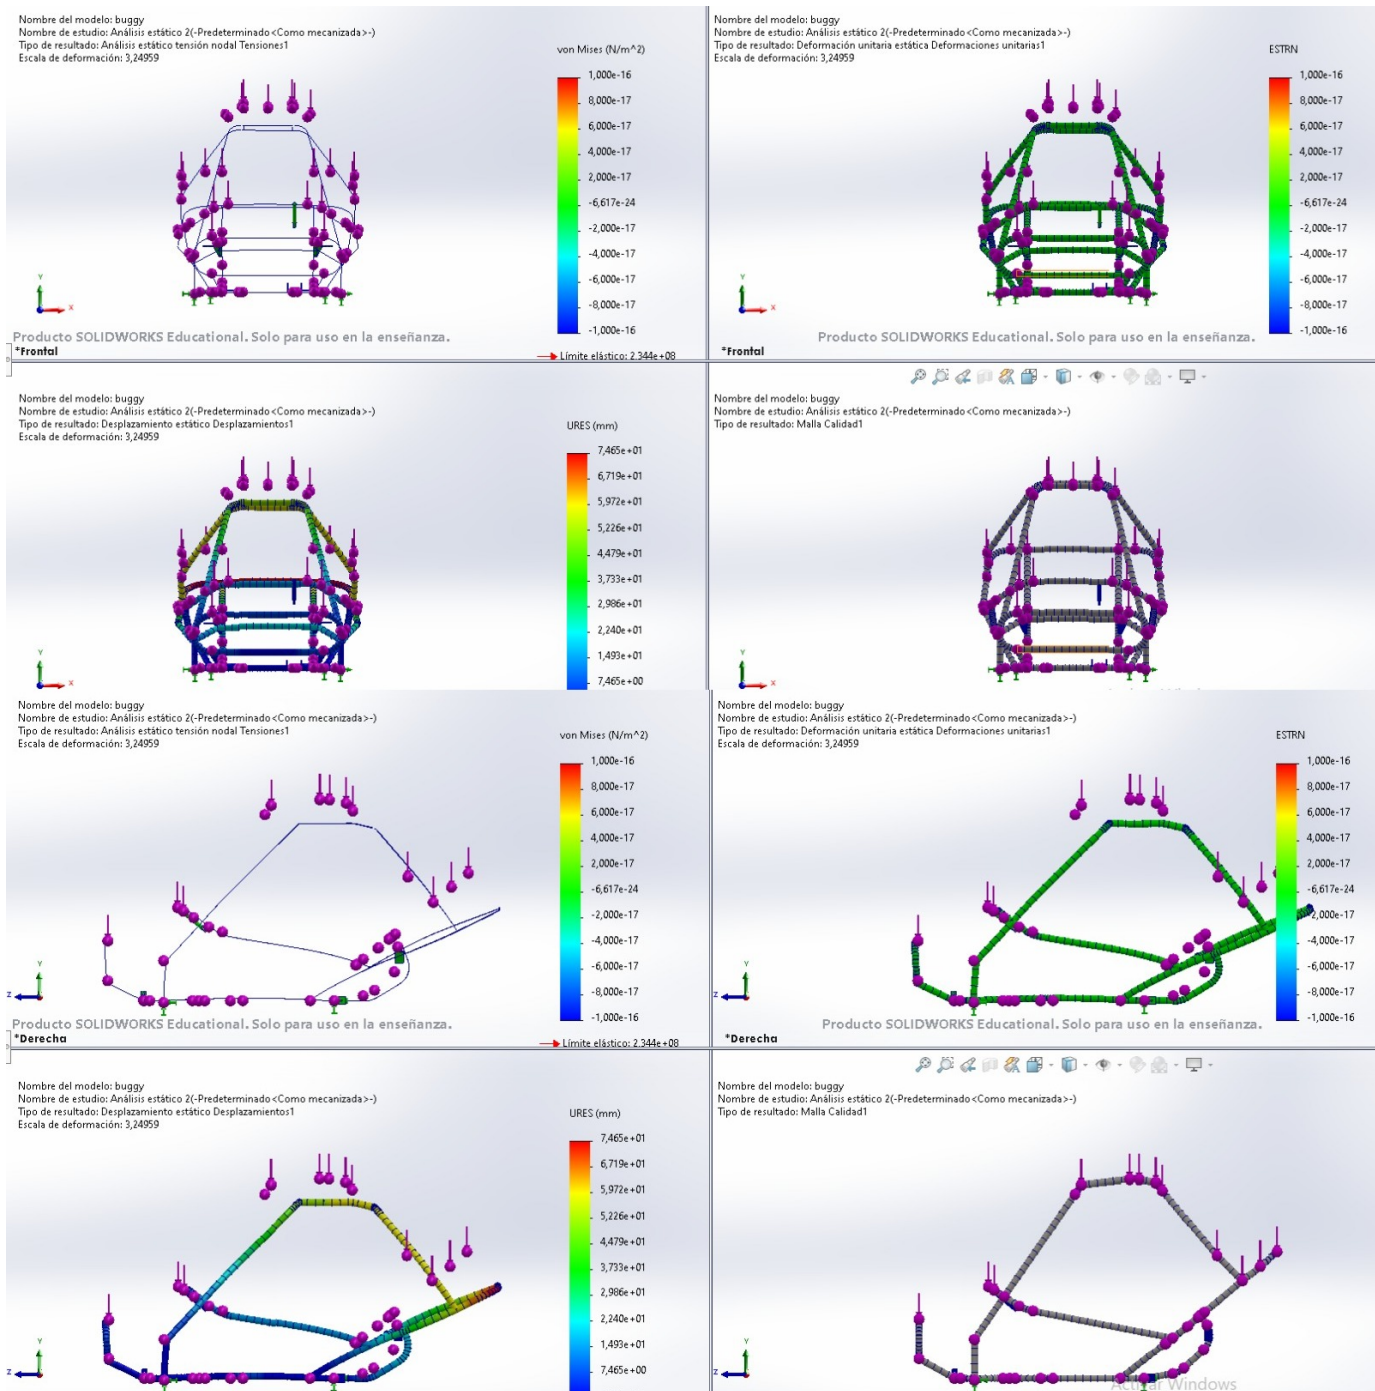 Nombre del modelo: buggy
Nombre de estudio: Análisis estático 2(-Predeterminado<Como mecanizada>-)
Tipo de resultado: Análisis estático tensión nodal Tensiones1
Escala de deformación: 3,24959
von Mises (N/m^2)
1,000e-16
8,000e-17
6,000e-17
4,000e-17
2,000e-17
-6,617e-24
-2,000e-17
-4,000e-17
-6,000e-17
-8,000e-17
-1,000e-16
Límite elástico: 2.344e+08
Y
X
Producto SOLIDWORKS Educational. Solo para uso en la enseñanza.
*Frontal
Nombre del modelo: buggy
Nombre de estudio: Análisis estático 2(-Predeterminado<Como mecanizada>-)
Tipo de resultado: Deformación unitaria estática Deformaciones unitarias1
Escala de deformación: 3,24959
ESTRN
1,000e-16
8,000e-17
6,000e-17
4,000e-17
2,000e-17
-6,617e-24
-2,000e-17
-4,000e-17
-6,000e-17
-8,000e-17
-1,000e-16
Y
X
Producto SOLIDWORKS Educational. Solo para uso en la enseñanza.
*Frontal
Nombre del modelo: buggy
Nombre de estudio: Análisis estático 2(-Predeterminado<Como mecanizada>-)
Tipo de resultado: Desplazamiento estático Desplazamientos1
Escala de deformación: 3,24959
URES (mm)
7,465e+01
6,719e+01
5,972e+01
5,226e+01
4,479e+01
3,733e+01
2,986e+01
2,240e+01
1,493e+01
7,465e+00
Y
X
Nombre del modelo: buggy
Nombre de estudio: Análisis estático 2(-Predeterminado<Como mecanizada>-)
Tipo de resultado: Malla Calidad1
Y
X
Nombre del modelo: buggy
Nombre de estudio: Análisis estático 2(-Predeterminado<Como mecanizada>-)
Tipo de resultado: Análisis estático tensión nodal Tensiones1
Escala de deformación: 3,24959
von Mises (N/m^2)
1,000e-16
8,000e-17
6,000e-17
4,000e-17
2,000e-17
-6,617e-24
-2,000e-17
-4,000e-17
-6,000e-17
-8,000e-17
-1,000e-16
Límite elástico: 2.344e+08
Y
Z
Producto SOLIDWORKS Educational. Solo para uso en la enseñanza.
*Derecha
Nombre del modelo: buggy
Nombre de estudio: Análisis estático 2(-Predeterminado<Como mecanizada>-)
Tipo de resultado: Deformación unitaria estática Deformaciones unitarias1
Escala de deformación: 3,24959
ESTRN
1,000e-16
8,000e-17
6,000e-17
4,000e-17
2,000e-17
-6,617e-24
-2,000e-17
-4,000e-17
-6,000e-17
-8,000e-17
-1,000e-16
Y
Z
Producto SOLIDWORKS Educational. Solo para uso en la enseñanza.
*Derecha
Nombre del modelo: buggy
Nombre de estudio: Análisis estático 2(-Predeterminado<Como mecanizada>-)
Tipo de resultado: Desplazamiento estático Desplazamientos1
Escala de deformación: 3,24959
URES (mm)
7,465e+01
6,719e+01
5,972e+01
5,226e+01
4,479e+01
3,733e+01
2,986e+01
2,240e+01
1,493e+01
7,465e+00
Y
Z
Nombre del modelo: buggy
Nombre de estudio: Análisis estático 2(-Predeterminado<Como mecanizada>-)
Tipo de resultado: Malla Calidad1
Y
Z
Activar Windows